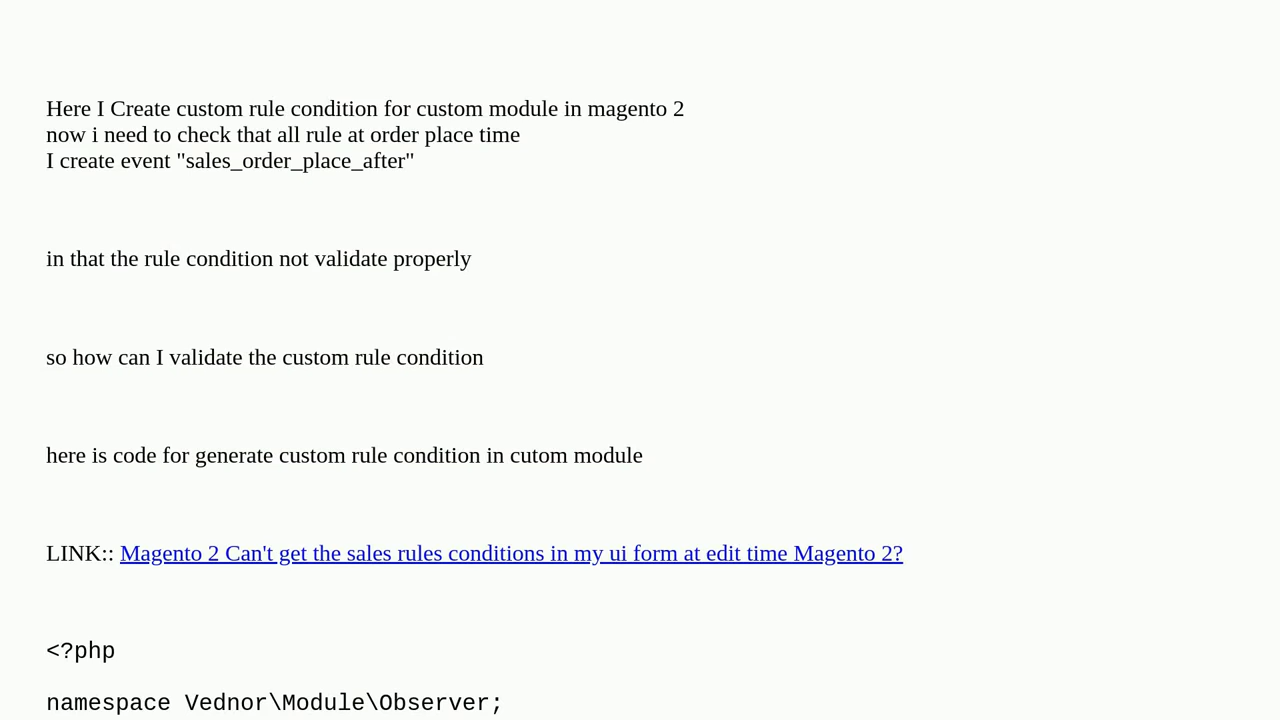 Here I Create custom rule condition for custom module in magento 2
now i need to check that all rule at order place time
I create event "sales_order_place_after"
in that the rule condition not validate properly
so how can I validate the custom rule condition
here is code for generate custom rule condition in cutom module
LINK:: Magento 2 Can't get the sales rules conditions in my ui form at edit time Magento 2?
<?php
namespace Vednor\Module\Observer;